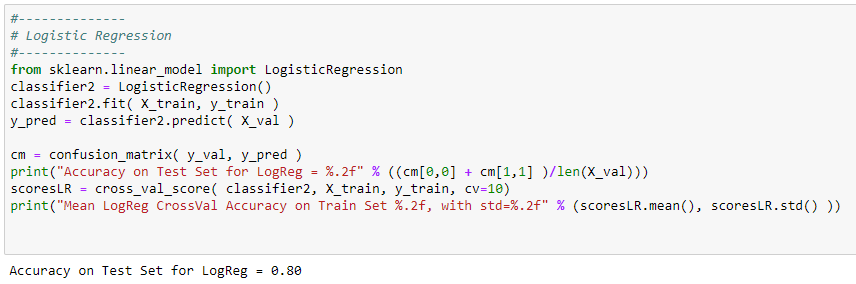 #--------------
# Logistic Regression
#--------------
from sklearn.linear_model import LogisticRegression
classifier2 = LogisticRegression()
classifier2.fit( X_train, y_train )
y_pred = classifier2.predict( X_val )
cm = confusion_matrix( y_val, y_pred )
print("Accuracy on Test Set for LogReg = %.2f" % ((cm[0,0] + cm[1,1] )/len(X_val)))
scoresLR = cross_val_score( classifier2, X_train, y_train, cv=10)
print("Mean LogReg CrossVal Accuracy on Train Set %.2f, with std=%.2f" % (scoresLR.mean(), scoresLR.std() ))
Accuracy on Test Set for LogReg = 0.80